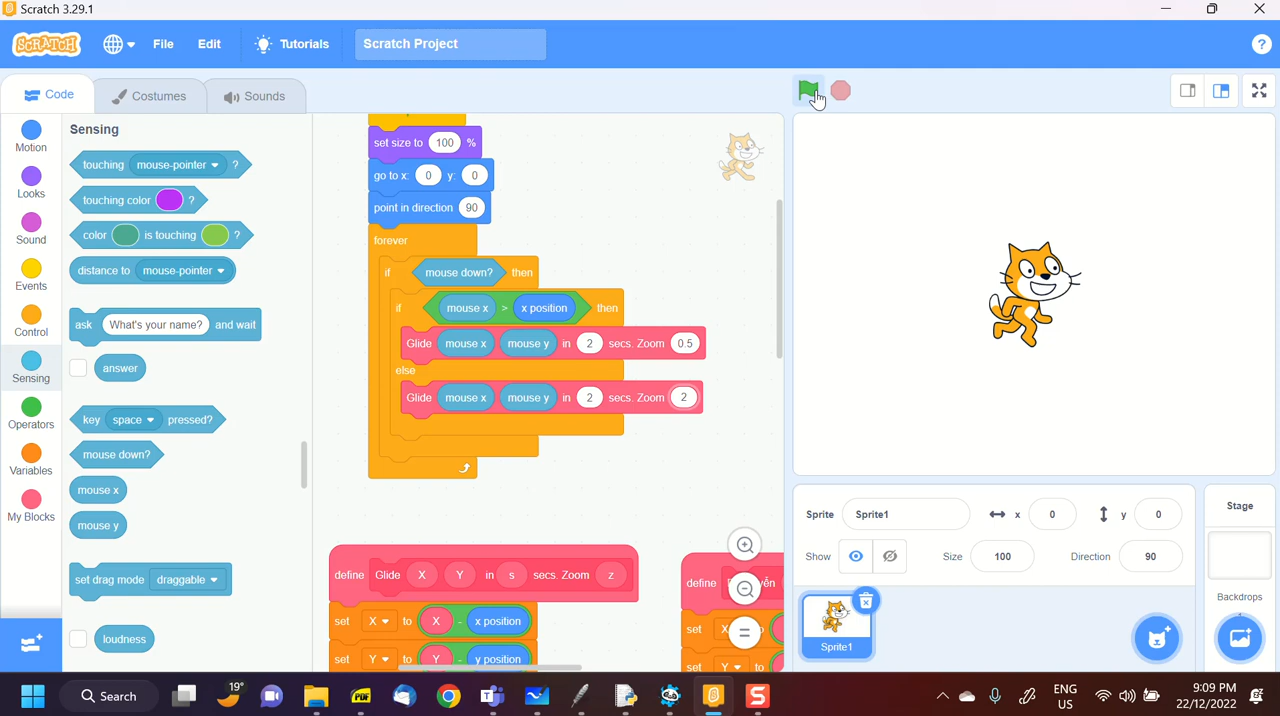 Scratch 3.29.1
SCRATCH File Edit Tutorials Scratch Project ?
Code Costumes Sounds
Motion
Looks
Sound
Events
Control
Sensing
Operators
Variables
My Blocks
Sensing
touching mouse-pointer ?
touching color ?
color is touching ?
distance to mouse-pointer
ask What's your name? and wait
answer
key space pressed?
mouse down?
mouse x
mouse y
set drag mode draggable
loudness
set size to 100 %
go to x: 0 y: 0
point in direction 90
forever
if mouse down? then
if mouse x > x position then
Glide mouse x mouse y in 2 secs. Zoom 0.5
else
Glide mouse x mouse y in 2 secs. Zoom 2
define Glide X Y in s secs. Zoom z
set X to X - x position
set Y to Y - y position
define
set
set Y to
Sprite Sprite1 x 0 y 0
Show Size 100 Direction 90
Sprite1
Stage
Backdrops
Search 19° PDF ENG US 9:09 PM 22/12/2022